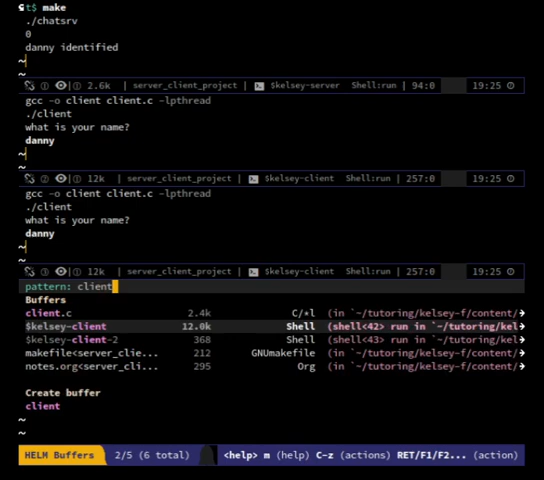 t$ make
./chatsrv
0
danny identified
~
2.6k | server_client_project | $kelsey-server Shell:run | 94:0 19:25
gcc -o client client.c -lpthread
./client
what is your name?
danny
~
~
12k | server_client_project | $kelsey-client Shell:run | 257:0 19:25
gcc -o client client.c -lpthread
./client
what is your name?
danny
~
~
12k | server_client_project | $kelsey-client Shell:run | 257:0 19:25
pattern: client
Buffers
client.c 2.4k C/*l (in `~/tutoring/kelsey-f/content/
$kelsey-client 12.0k Shell (shell<42> run in `~/tutoring/kel
$kelsey-client-2 368 Shell (shell<43> run in `~/tutoring/kel
makefile<server_clie... 212 GNUmakefile (in `~/tutoring/kelsey-f/content/
notes.org<server_cli... 295 Org (in `~/tutoring/kelsey-f/content/
Create buffer
client
~
~
HELM Buffers 2/5 (6 total) <help> m (help) C-z (actions) RET/F1/F2... (action)